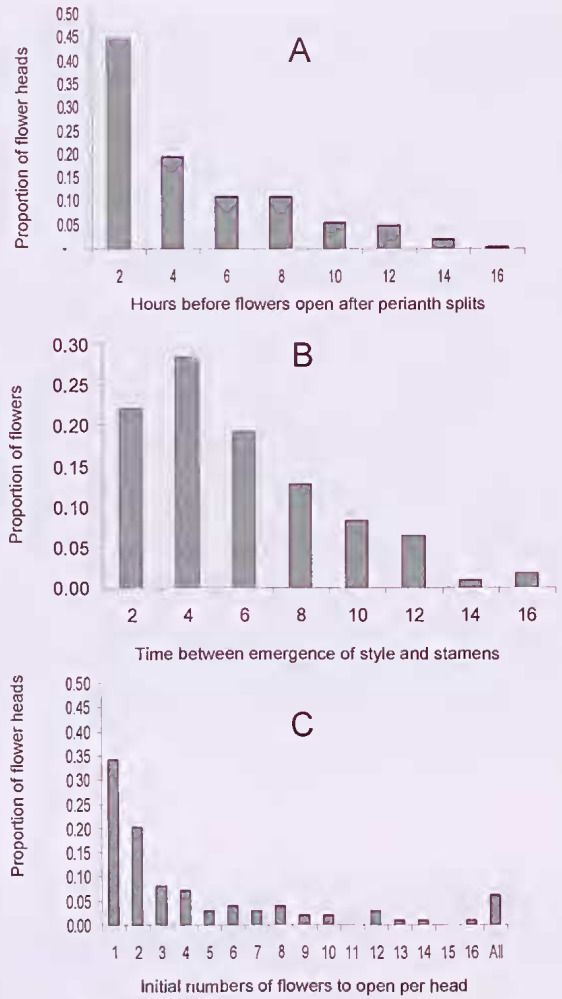 0.50
0.45
0.40
0.35
0.30
0.25
0.20
0.15
0.10
0.05
-
Proportion of flower heads
A
2 4 6 8 10 12 14 16
Hours before flowers open after perianth splits
0.30
0.25
0.20
0.15
0.10
0.05
0.00
Proportion of flowers
B
2 4 6 8 10 12 14 16
Time between emergence of style and stamens
0.50
0.45
0.40
0.35
0.30
0.25
0.20
0.15
0.10
0.05
0.00
Proportion of flower heads
C
1 2 3 4 5 6 7 8 9 10 11 12 13 14 15 16 All
Initial numbers of flowers to open per head